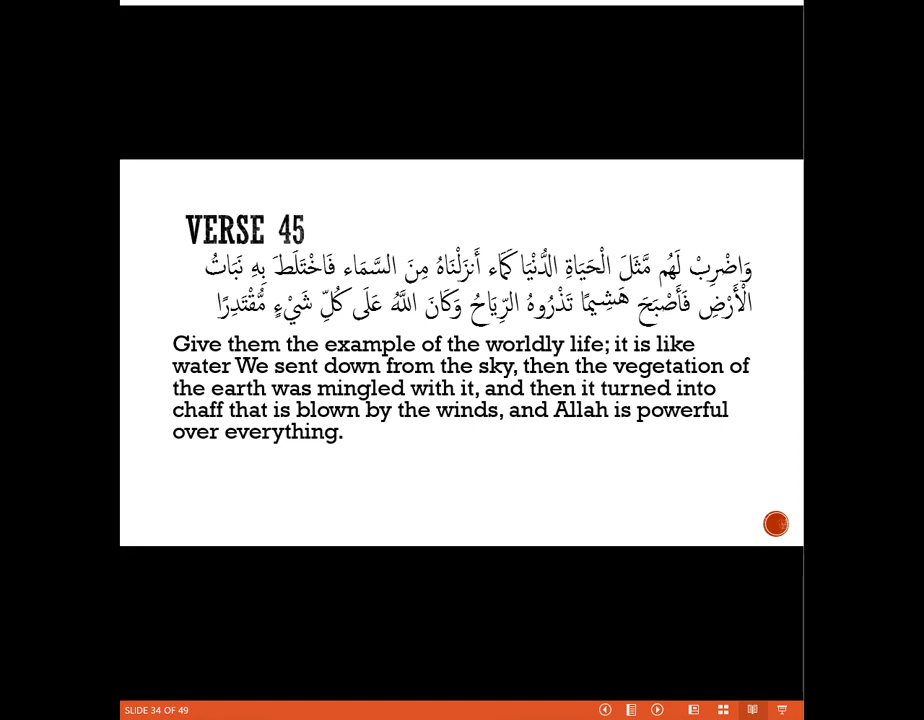 VERSE 45
وَاضْرِبْ لَهُم مَّثَلَ الْحَيَاةِ الدُّنْيَا كَمَاء أَنزَلْنَاهُ مِنَ السَّمَاء فَاخْتَلَطَ بِهِ نَبَاتُ
الْأَرْضِ فَأَصْبَحَ هَشِيمًا تَذْرُوهُ الرِّيَاحُ وَكَانَ اللَّهُ عَلَى كُلِّ شَيْءٍ مُّقْتَدِرًا
Give them the example of the worldly life; it is like
water We sent down from the sky, then the vegetation of
the earth was mingled with it, and then it turned into
chaff that is blown by the winds, and Allah is powerful
over everything.
SLIDE 34 OF 49